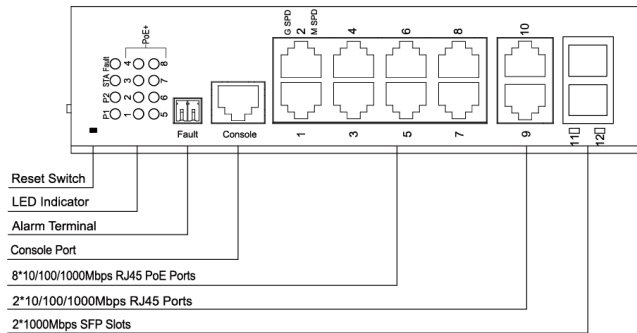 PoE+
Fault 4 8
STA 3 7
P2 2 6
P1 1 5
Fault
Console
G SPD
M SPD
2 4 6 8
1 3 5 7
10
9
11
12
Reset Switch
LED Indicator
Alarm Terminal
Console Port
8*10/100/1000Mbps RJ45 PoE Ports
2*10/100/1000Mbps RJ45 Ports
2*1000Mbps SFP Slots